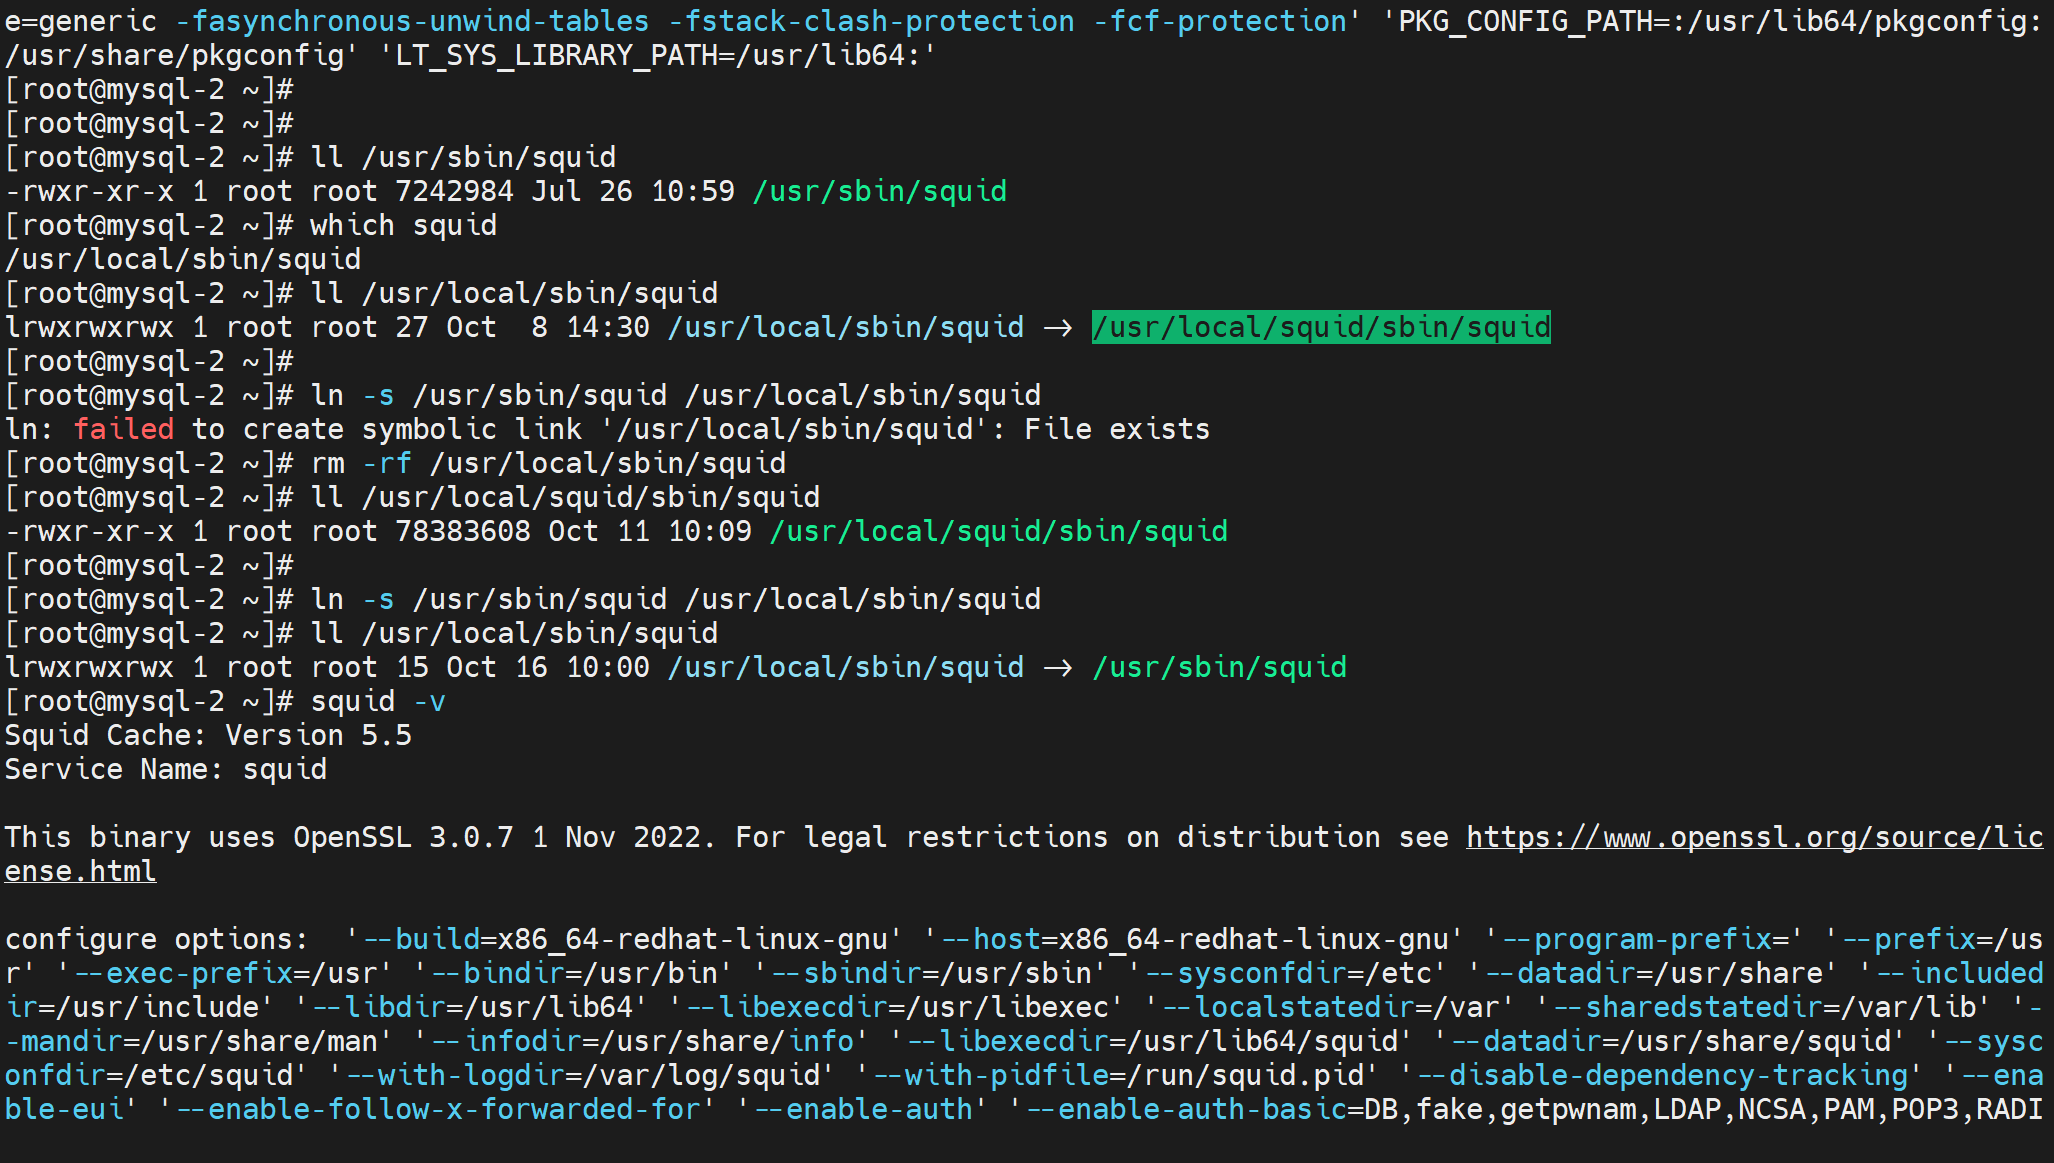 e=generic -fasynchronous-unwind-tables -fstack-clash-protection -fcf-protection' 'PKG_CONFIG_PATH=:/usr/lib64/pkgconfig:
/usr/share/pkgconfig' 'LT_SYS_LIBRARY_PATH=/usr/lib64:'
[root@mysql-2 ~]#
[root@mysql-2 ~]#
[root@mysql-2 ~]# ll /usr/sbin/squid
-rwxr-xr-x 1 root root 7242984 Jul 26 10:59 /usr/sbin/squid
[root@mysql-2 ~]# which squid
/usr/local/sbin/squid
[root@mysql-2 ~]# ll /usr/local/sbin/squid
lrwxrwxrwx 1 root root 27 Oct  8 14:30 /usr/local/sbin/squid -> /usr/local/squid/sbin/squid
[root@mysql-2 ~]#
[root@mysql-2 ~]# ln -s /usr/sbin/squid /usr/local/sbin/squid
ln: failed to create symbolic link '/usr/local/sbin/squid': File exists
[root@mysql-2 ~]# rm -rf /usr/local/sbin/squid
[root@mysql-2 ~]# ll /usr/local/squid/sbin/squid
-rwxr-xr-x 1 root root 78383608 Oct 11 10:09 /usr/local/squid/sbin/squid
[root@mysql-2 ~]#
[root@mysql-2 ~]# ln -s /usr/sbin/squid /usr/local/sbin/squid
[root@mysql-2 ~]# ll /usr/local/sbin/squid
lrwxrwxrwx 1 root root 15 Oct 16 10:00 /usr/local/sbin/squid -> /usr/sbin/squid
[root@mysql-2 ~]# squid -v
Squid Cache: Version 5.5
Service Name: squid

This binary uses OpenSSL 3.0.7 1 Nov 2022. For legal restrictions on distribution see https://www.openssl.org/source/lic
ense.html

configure options:  '--build=x86_64-redhat-linux-gnu' '--host=x86_64-redhat-linux-gnu' '--program-prefix=' '--prefix=/us
r' '--exec-prefix=/usr' '--bindir=/usr/bin' '--sbindir=/usr/sbin' '--sysconfdir=/etc' '--datadir=/usr/share' '--included
ir=/usr/include' '--libdir=/usr/lib64' '--libexecdir=/usr/libexec' '--localstatedir=/var' '--sharedstatedir=/var/lib' '-
-mandir=/usr/share/man' '--infodir=/usr/share/info' '--libexecdir=/usr/lib64/squid' '--datadir=/usr/share/squid' '--sysc
onfdir=/etc/squid' '--with-logdir=/var/log/squid' '--with-pidfile=/run/squid.pid' '--disable-dependency-tracking' '--ena
ble-eui' '--enable-follow-x-forwarded-for' '--enable-auth' '--enable-auth-basic=DB,fake,getpwnam,LDAP,NCSA,PAM,POP3,RADI